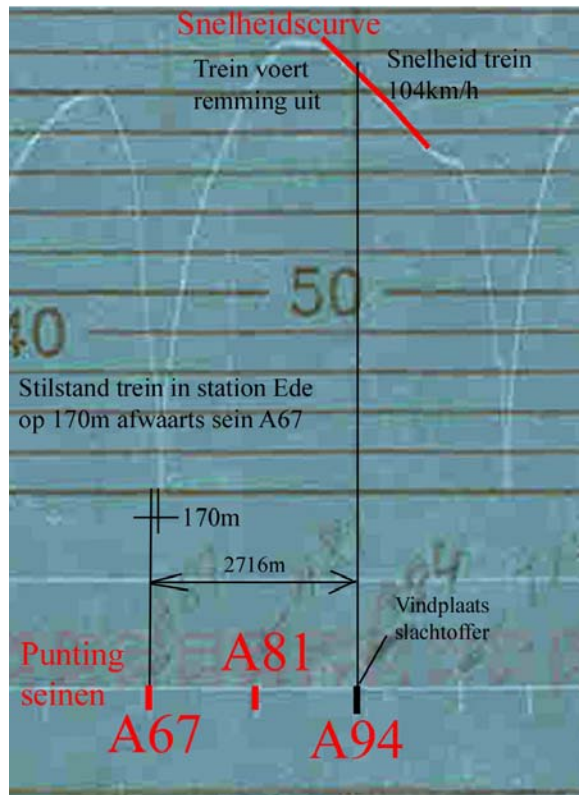 Snelheidscurve
Trein voert
remming uit
Snelheid trein
104km/h
50
40
Stilstand trein in station Ede
op 170m afwaarts sein A67
170m
2716m
Vindplaats
slachtoffer
Punting
seinen
A67
A81
A94